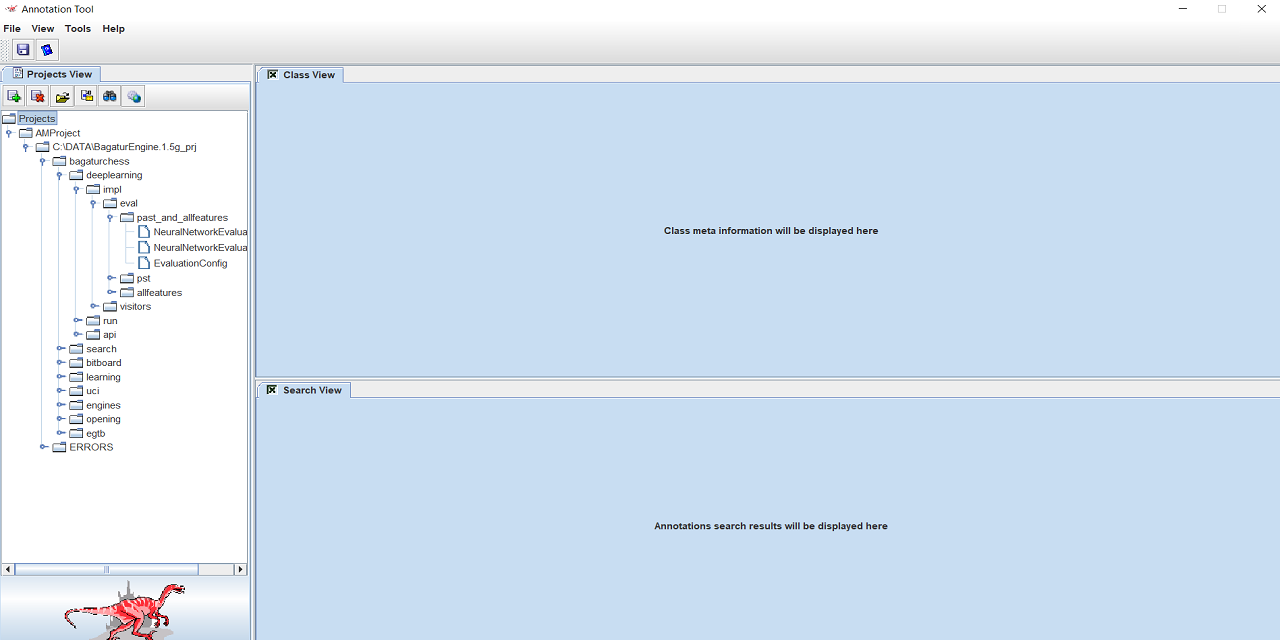 Annotation Tool
File View Tools Help
Projects View
Projects
AMProject
C:\DATA\BagaturEngine.1.5g_prj
bagaturchess
deeplearning
impl
eval
past_and_allfeatures
NeuralNetworkEvalua
NeuralNetworkEvalua
EvaluationConfig
pst
allfeatures
visitors
run
api
search
bitboard
learning
uci
engines
opening
egtb
ERRORS
Class View
Class meta information will be displayed here
Search View
Annotations search results will be displayed here